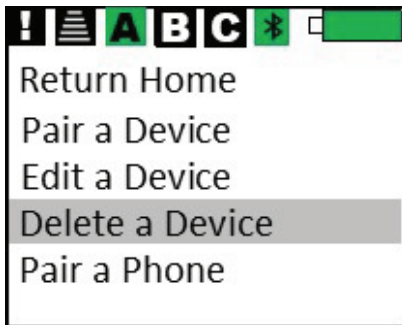 ! A B C
Return Home
Pair a Device
Edit a Device
Delete a Device
Pair a Phone